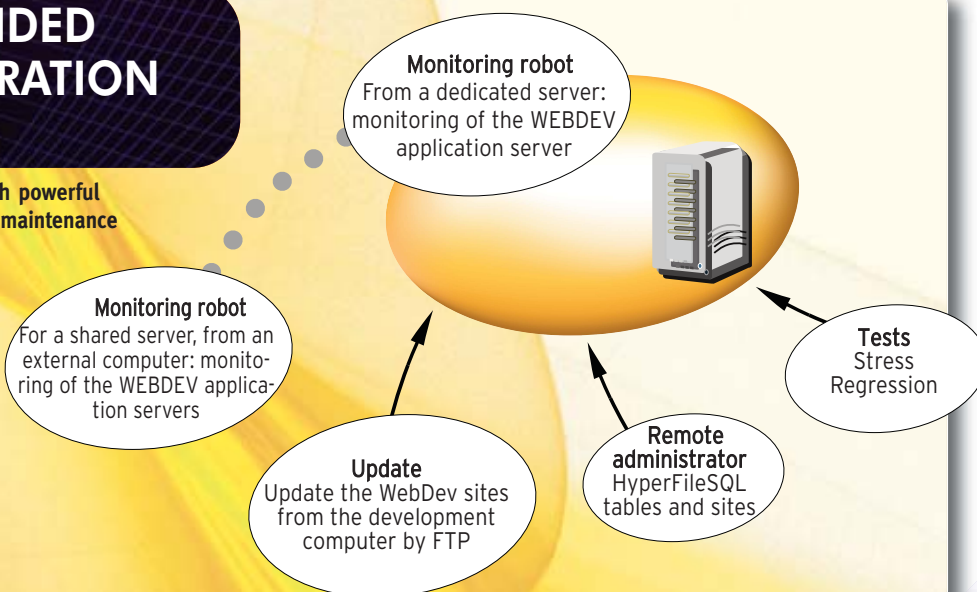 IDED
RATION
h powerful
maintenance
Monitoring robot
From a dedicated server:
monitoring of the WEBDEV
application server
Monitoring robot
For a shared server, from an
external computer: monito-
ring of the WEBDEV applica-
tion servers
Update
Update the WebDev sites
from the development
computer by FTP
Remote
administrator
HyperFileSQL
tables and sites
Tests
Stress
Regression